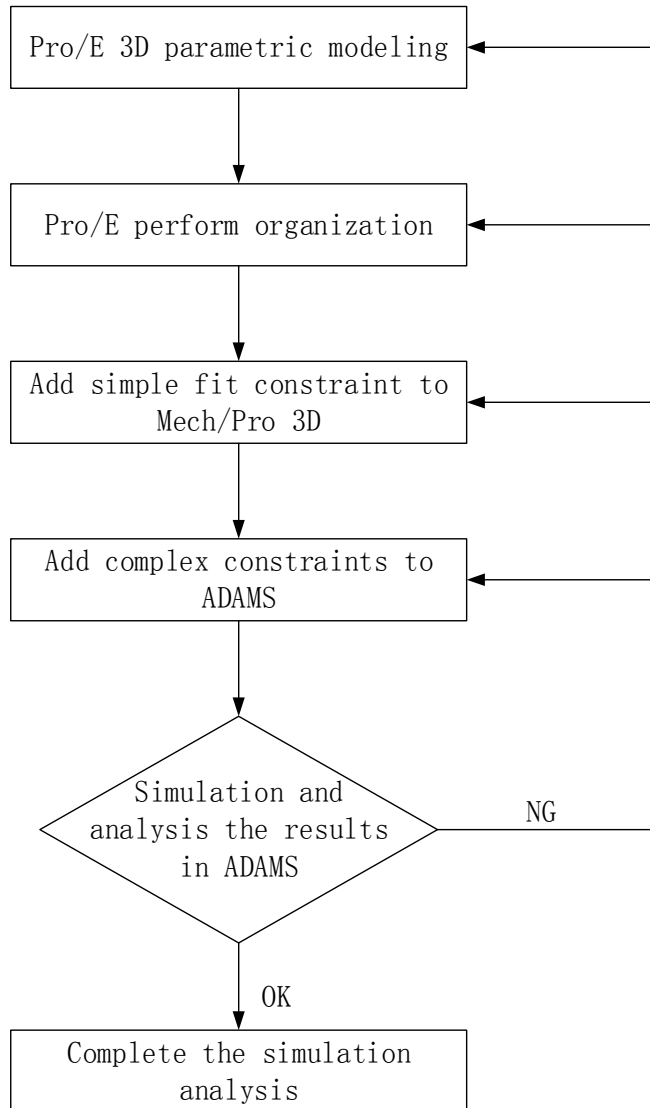 Pro/E 3D parametric modeling
Pro/E perform organization
Add simple fit constraint to
Mech/Pro 3D
Add complex constraints to
ADAMS
Simulation and
analysis the results
in ADAMS
NG
OK
Complete the simulation
analysis